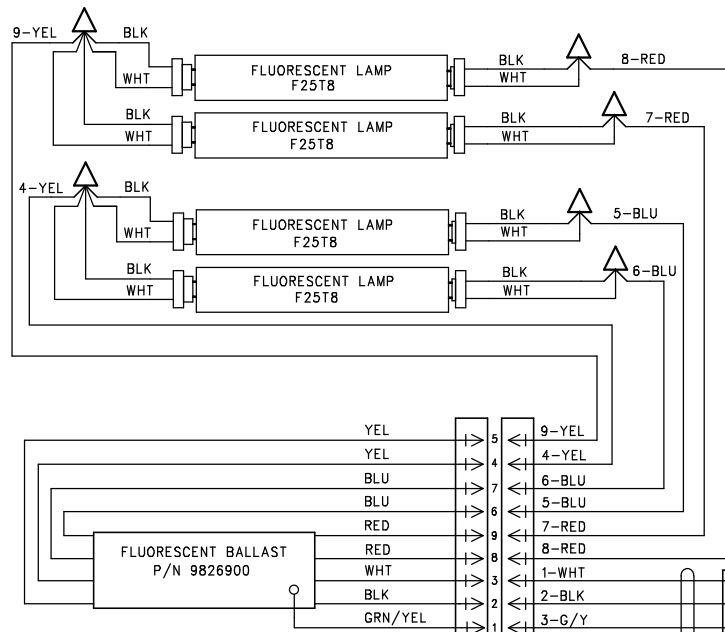 9-YEL BLK BLK 8-RED
WHT FLUORESCENT LAMP WHT
F25T8
BLK BLK 7-RED
WHT FLUORESCENT LAMP WHT
F25T8
4-YEL BLK BLK 5-BLU
WHT FLUORESCENT LAMP WHT
F25T8
BLK BLK 6-BLU
WHT FLUORESCENT LAMP WHT
F25T8
YEL 5 9-YEL
YEL 4 4-YEL
BLU 7 6-BLU
BLU 6 5-BLU
RED 9 7-RED
FLUORESCENT BALLAST RED 8 8-RED
P/N 9826900 WHT 3 1-WHT
BLK 2 2-BLK
GRN/YEL 1 3-G/Y